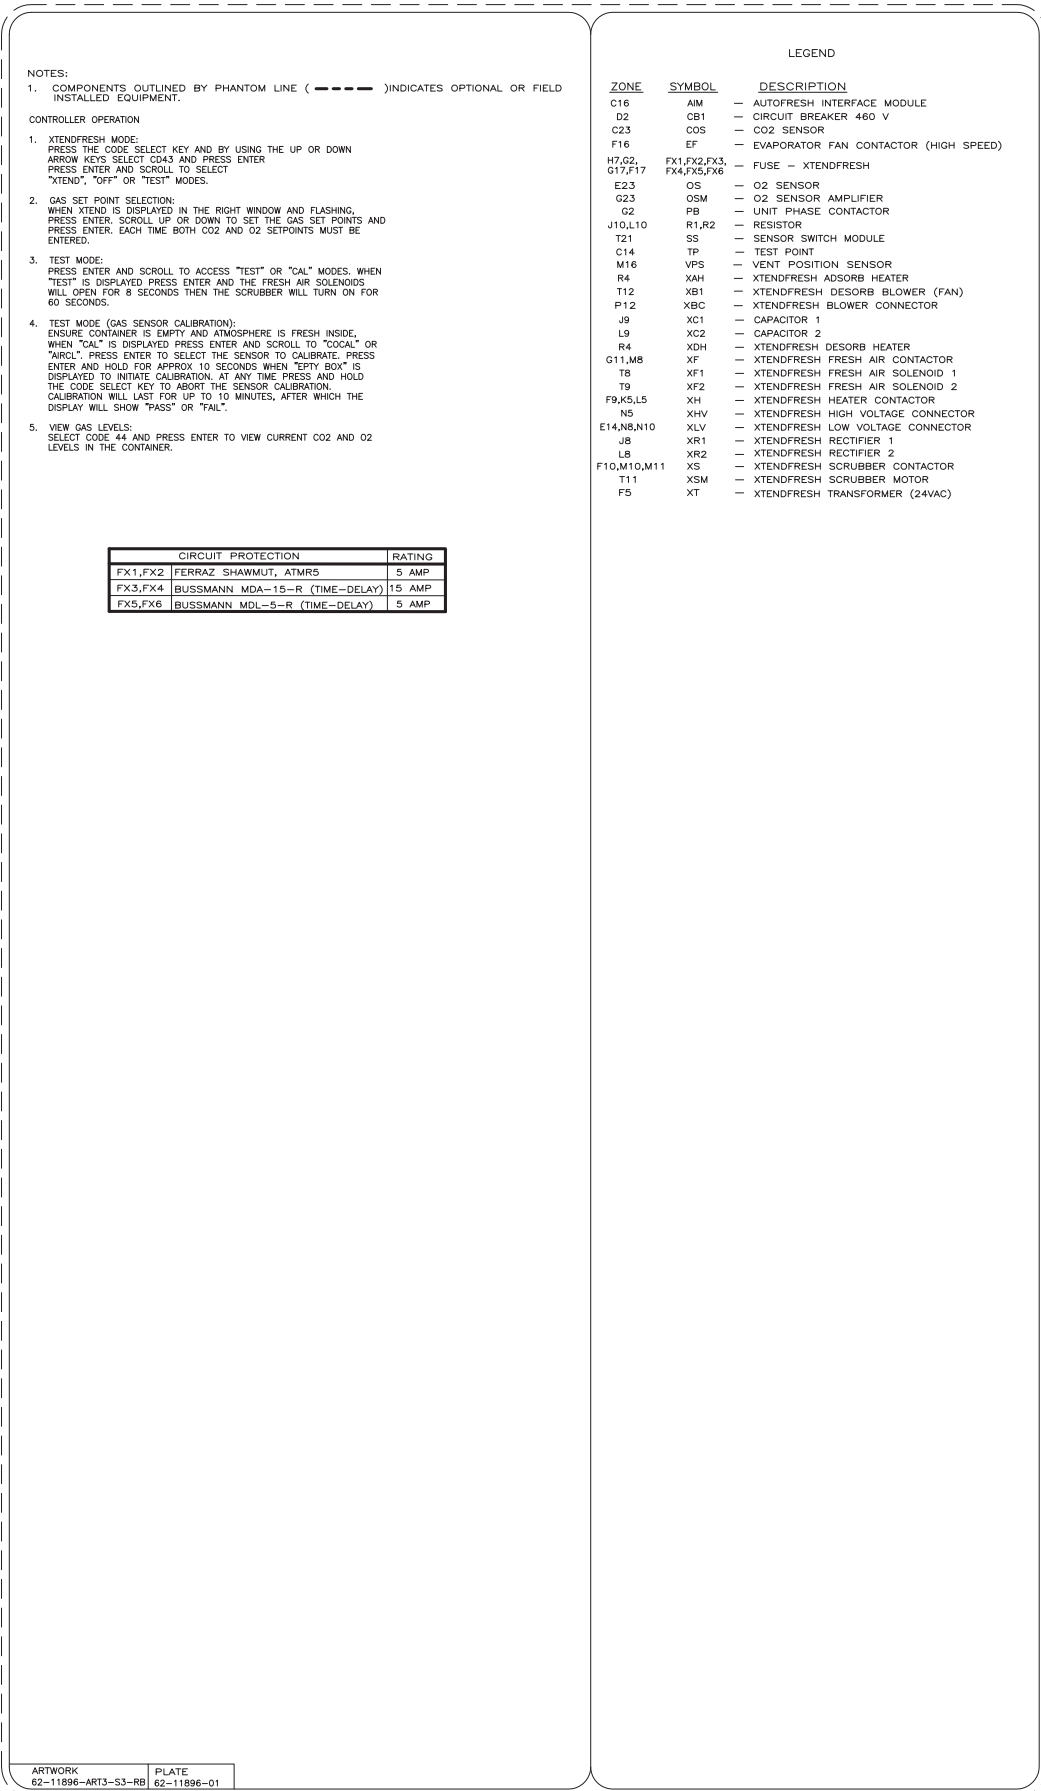 NOTES:
1. COMPONENTS OUTLINED BY PHANTOM LINE ( )INDICATES OPTIONAL OR FIELD
INSTALLED EQUIPMENT.
CONTROLLER OPERATION
1. XTENDFRESH MODE:
PRESS THE CODE SELECT KEY AND BY USING THE UP OR DOWN
ARROW KEYS SELECT CD43 AND PRESS ENTER
PRESS ENTER AND SCROLL TO SELECT
"XTEND", "OFF" OR "TEST" MODES.
2. GAS SET POINT SELECTION:
WHEN XTEND IS DISPLAYED IN THE RIGHT WINDOW AND FLASHING,
PRESS ENTER. SCROLL UP OR DOWN TO SET THE GAS SET POINTS AND
PRESS ENTER. EACH TIME BOTH CO2 AND O2 SETPOINTS MUST BE
ENTERED.
3. TEST MODE:
PRESS ENTER AND SCROLL TO ACCESS "TEST" OR "CAL" MODES. WHEN
"TEST" IS DISPLAYED PRESS ENTER AND THE FRESH AIR SOLENOIDS
WILL OPEN FOR 8 SECONDS THEN THE SCRUBBER WILL TURN ON FOR
60 SECONDS.
4. TEST MODE (GAS SENSOR CALIBRATION):
ENSURE CONTAINER IS EMPTY AND ATMOSPHERE IS FRESH INSIDE,
WHEN "CAL" IS DISPLAYED PRESS ENTER AND SCROLL TO "COCAL" OR
"AIRCL". PRESS ENTER TO SELECT THE SENSOR TO CALIBRATE. PRESS
ENTER AND HOLD FOR APPROX 10 SECONDS WHEN "EPTY BOX" IS
DISPLAYED TO INITIATE CALIBRATION. AT ANY TIME PRESS AND HOLD
THE CODE SELECT KEY TO ABORT THE SENSOR CALIBRATION.
CALIBRATION WILL LAST FOR UP TO 10 MINUTES, AFTER WHICH THE
DISPLAY WILL SHOW "PASS" OR "FAIL".
5. VIEW GAS LEVELS:
SELECT CODE 44 AND PRESS ENTER TO VIEW CURRENT CO2 AND O2
LEVELS IN THE CONTAINER.
CIRCUIT PROTECTION RATING
FX1,FX2 FERRAZ SHAWMUT, ATMR5 5 AMP
FX3,FX4 BUSSMANN MDA-15-R (TIME-DELAY) 15 AMP
FX5,FX6 BUSSMANN MDL-5-R (TIME-DELAY) 5 AMP
LEGEND
ZONE SYMBOL DESCRIPTION
C16 AIM – AUTOFRESH INTERFACE MODULE
D2 CB1 – CIRCUIT BREAKER 460 V
C23 COS – CO2 SENSOR
F16 EF – EVAPORATOR FAN CONTACTOR (HIGH SPEED)
H7,G2, FX1,FX2,FX3,
G17,F17 FX4,FX5,FX6 – FUSE – XTENDFRESH
E23 OS – O2 SENSOR
G23 OSM – O2 SENSOR AMPLIFIER
G2 PB – UNIT PHASE CONTACTOR
J10,L10 R1,R2 – RESISTOR
T21 SS – SENSOR SWITCH MODULE
C14 TP – TEST POINT
M16 VPS – VENT POSITION SENSOR
R4 XAH – XTENDFRESH ADSORB HEATER
T12 XB1 – XTENDFRESH DESORB BLOWER (FAN)
P12 XBC – XTENDFRESH BLOWER CONNECTOR
J9 XC1 – CAPACITOR 1
L9 XC2 – CAPACITOR 2
R4 XDH – XTENDFRESH DESORB HEATER
G11,M8 XF – XTENDFRESH FRESH AIR CONTACTOR
T8 XF1 – XTENDFRESH FRESH AIR SOLENOID 1
T9 XF2 – XTENDFRESH FRESH AIR SOLENOID 2
F9,K5,L5 XH – XTENDFRESH HEATER CONTACTOR
N5 XHV – XTENDFRESH HIGH VOLTAGE CONNECTOR
E14,N8,N10 XLV – XTENDFRESH LOW VOLTAGE CONNECTOR
J8 XR1 – XTENDFRESH RECTIFIER 1
L8 XR2 – XTENDFRESH RECTIFIER 2
F10,M10,M11 XS – XTENDFRESH SCRUBBER CONTACTOR
T11 XSM – XTENDFRESH SCRUBBER MOTOR
F5 XT – XTENDFRESH TRANSFORMER (24VAC)
ARTWORK PLATE
62-11896-ART3-S3-RB 62-11896-01